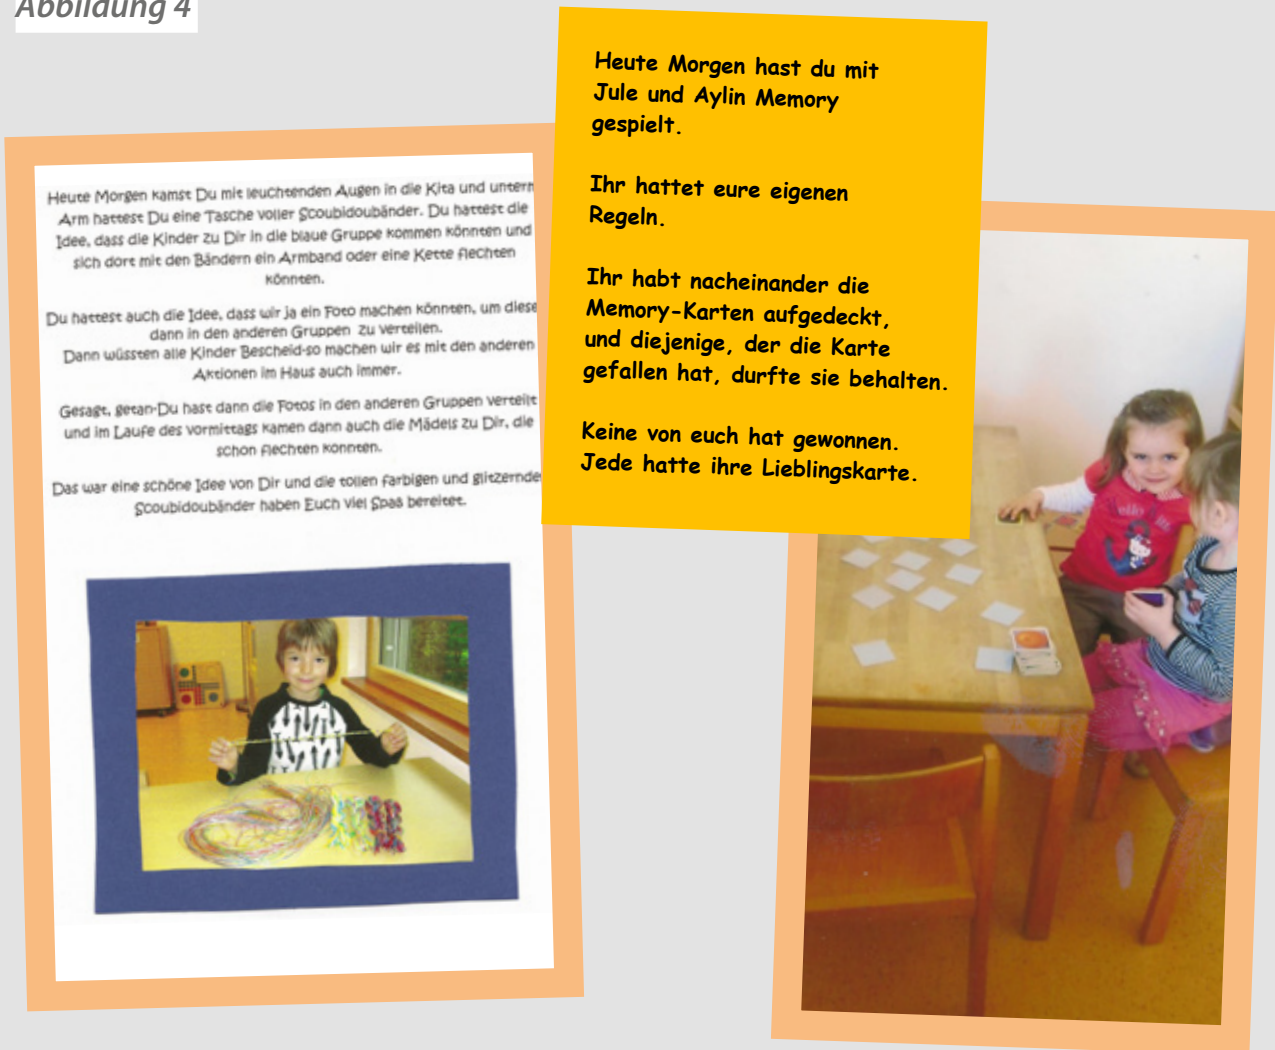 Abbildung 4
Heute Morgen kamst Du mit leuchtenden Augen in die Kita und unterm
Arm hattest Du eine Tasche voller Scoubidoubänder. Du hattest die
Idee, dass die Kinder zu Dir in die blaue Gruppe kommen könnten und
sich dort mit den Bändern ein Armband oder eine Kette flechten
könnten.
Du hattest auch die Idee, dass wir ja ein Foto machen könnten, um diese
dann in den anderen Gruppen zu verteilen.
Dann wüssten alle Kinder Bescheid-so machen wir es mit den anderen
Aktionen im Haus auch immer.
Gesagt, getan-Du hast dann die Fotos in den anderen Gruppen verteilt
und im Laufe des vormittags kamen dann auch die Mädels zu Dir, die
schon flechten konnten.
Das war eine schöne Idee von Dir und die tollen farbigen und glitzernden
Scoubidoubänder haben Euch viel Spaß bereitet.
Heute Morgen hast du mit
Jule und Aylin Memory
gespielt.
Ihr hattet eure eigenen
Regeln.
Ihr habt nacheinander die
Memory-Karten aufgedeckt,
und diejenige, der die Karte
gefallen hat, durfte sie behalten.
Keine von euch hat gewonnen.
Jede hatte ihre Lieblingskarte.